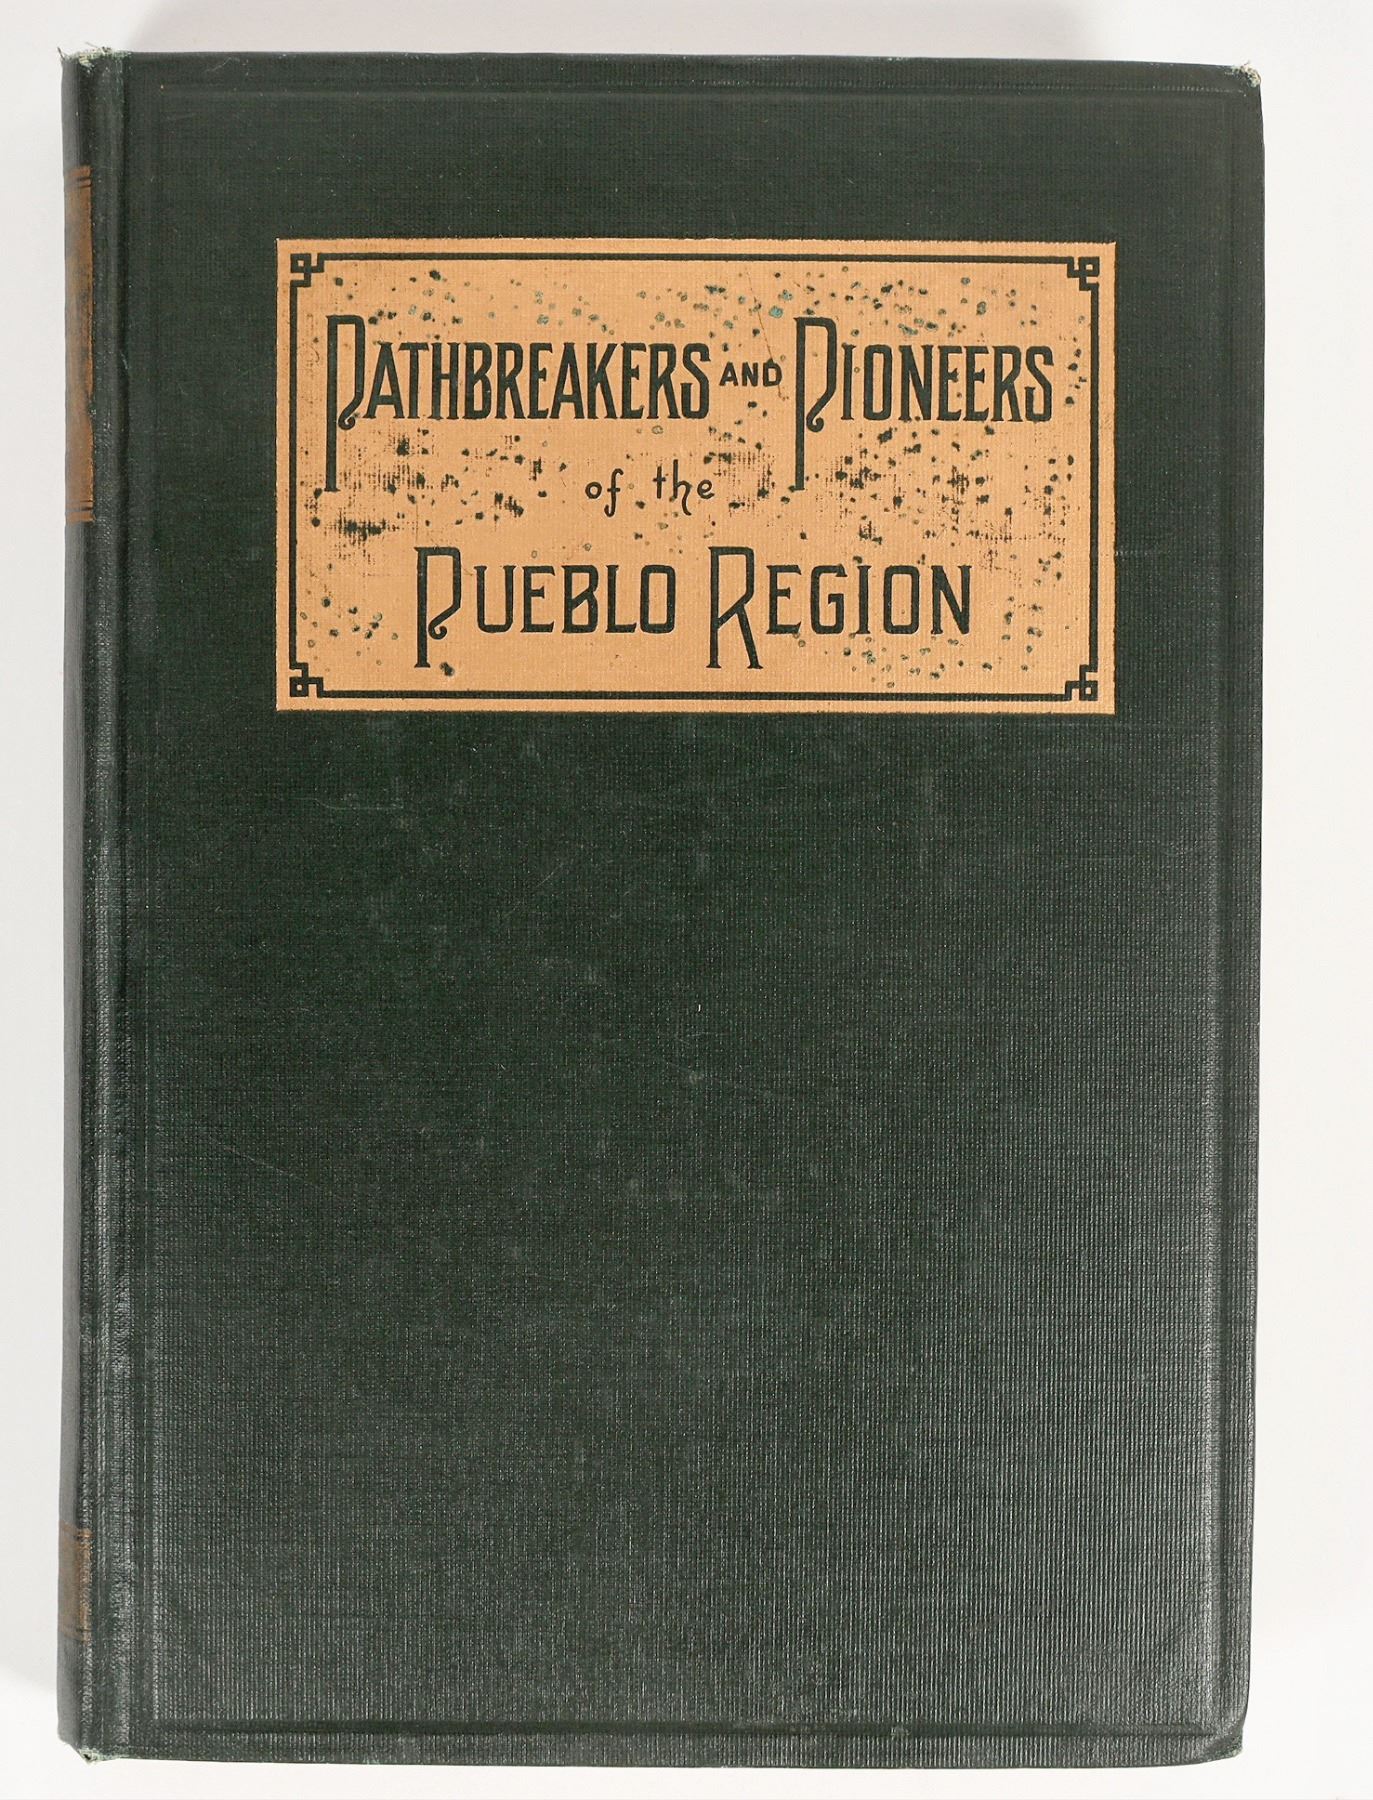 PATHBREAKERS AND PIONEERS
of the
PUEBLO REGION